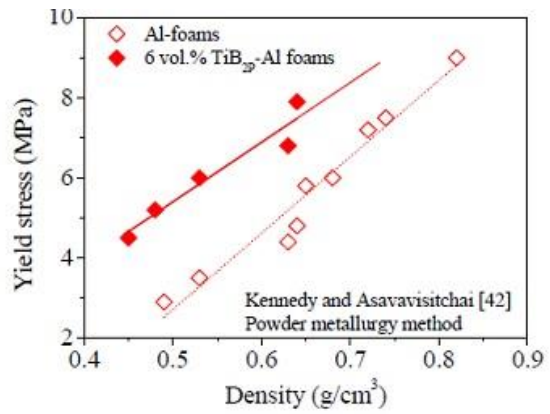 10
8
6
4
2
Yield stress (MPa)
Al-foams
6 vol.% TiB2p-Al foams
Kennedy and Asavavisitchai [42]
Powder metallurgy method
0.4 0.5 0.6 0.7 0.8 0.9
Density (g/cm³)